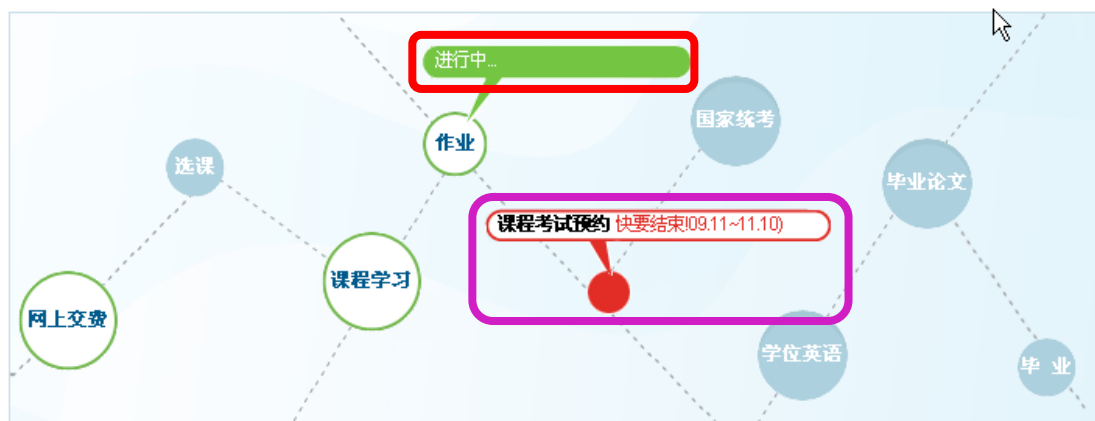 进行中...
国家统考
作业
选课
毕业论文
课程考试预约 快要结束!09.11~11.10)
课程学习
网上交费
学位英语
毕 业